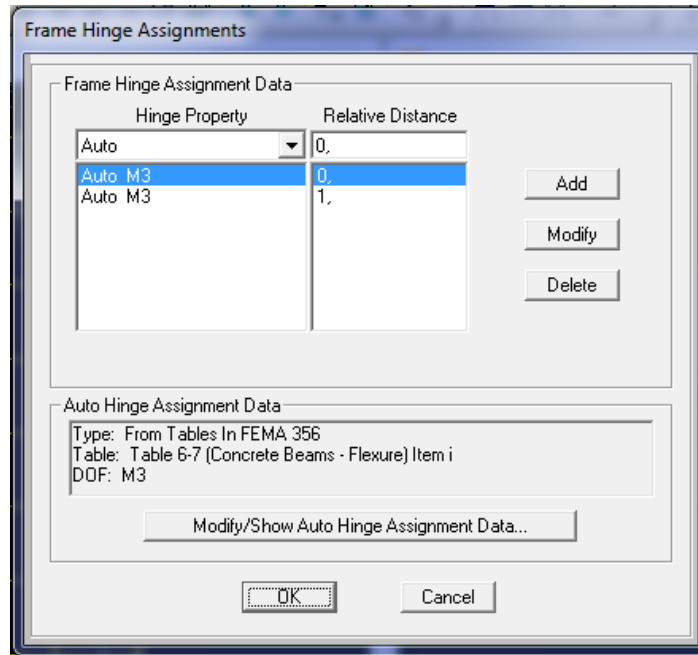 Frame Hinge Assignments
Frame Hinge Assignment Data
Hinge Property Relative Distance
Auto 0,
Auto M3 0,
Auto M3 1,
Add
Modify
Delete
Auto Hinge Assignment Data
Type: From Tables In FEMA 356
Table: Table 6-7 (Concrete Beams - Flexure) Item i
DOF: M3
Modify/Show Auto Hinge Assignment Data...
OK Cancel